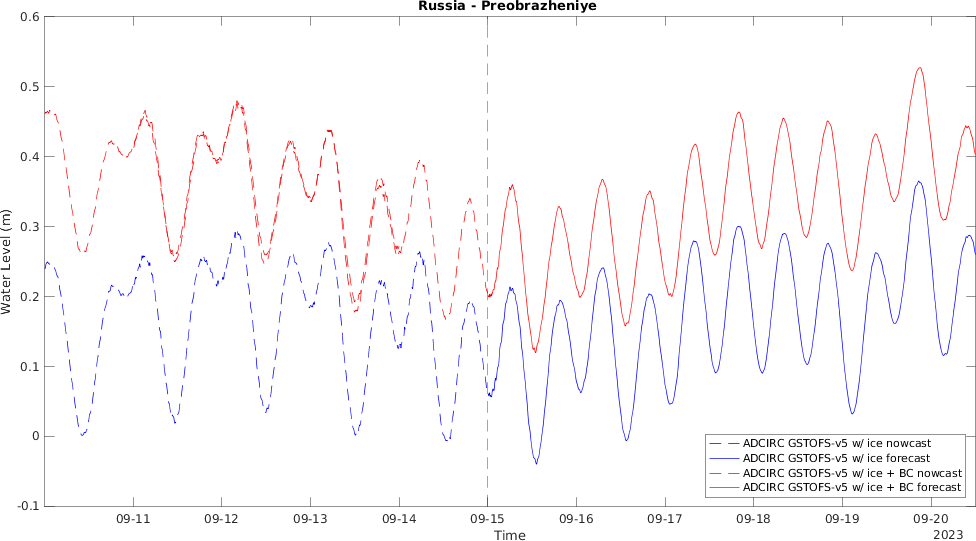 Russia - Preobrazheniye
0.6
0.5
0.4
0.3
0.2
0.1
0
-0.1
Water Level (m)
09-11 09-12 09-13 09-14 09-15 09-16 09-17 09-18 09-19 09-20
Time
2023
ADCIRC GSTOFS-v5 w/ ice nowcast
ADCIRC GSTOFS-v5 w/ ice forecast
ADCIRC GSTOFS-v5 w/ ice + BC nowcast
ADCIRC GSTOFS-v5 w/ ice + BC forecast